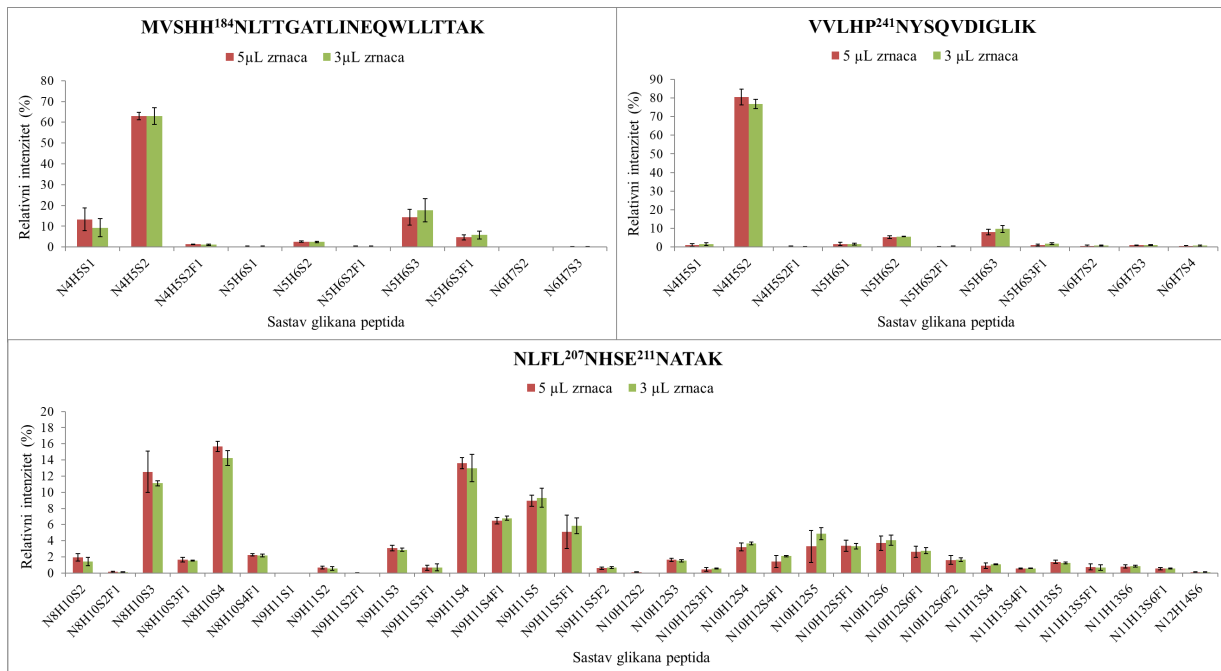 MVSHH¹⁸⁴NLTTGATLINEQWLLTTAK
5µL zrnaca 3µL zrnaca
Relativni intenzitet (%)
80
70
60
50
40
30
20
10
0
N4H5S1 N4H5S2 N4H5S2F1 N5H6S1 N5H6S2 N5H6S2F1 N5H6S3 N5H6S3F1 N6H7S2 N6H7S3
Sastav glikana peptida
VVLHP²⁴¹NYSQVDIGLIK
5 µL zrnaca 3 µL zrnaca
Relativni intenzitet (%)
90
80
70
60
50
40
30
20
10
0
N4H5S1 N4H5S2 N4H5S2F1 N5H6S1 N5H6S2 N5H6S2F1 N5H6S3 N5H6S3F1 N6H7S2 N6H7S3 N6H7S4
Sastav glikana peptida
NLFL²⁰⁷NHSE²¹¹NATAK
5 µL zrnaca 3 µL zrnaca
Relativni intenzitet (%)
20
18
16
14
12
10
8
6
4
2
0
N8H10S2 N8H10S2F1 N8H10S3 N8H10S3F1 N8H10S4 N8H10S4F1 N9H11S1 N9H11S2 N9H11S2F1 N9H11S3 N9H11S3F1 N9H11S4 N9H11S4F1 N9H11S5 N9H11S5F1 N9H11S5F2 N10H12S2 N10H12S3 N10H12S3F1 N10H12S4 N10H12S4F1 N10H12S5 N10H12S5F1 N10H12S6 N10H12S6F1 N10H12S6F2 N11H13S4 N11H13S4F1 N11H13S5 N11H13S5F1 N11H13S6 N11H13S6F1 N12H14S6
Sastav glikana peptida